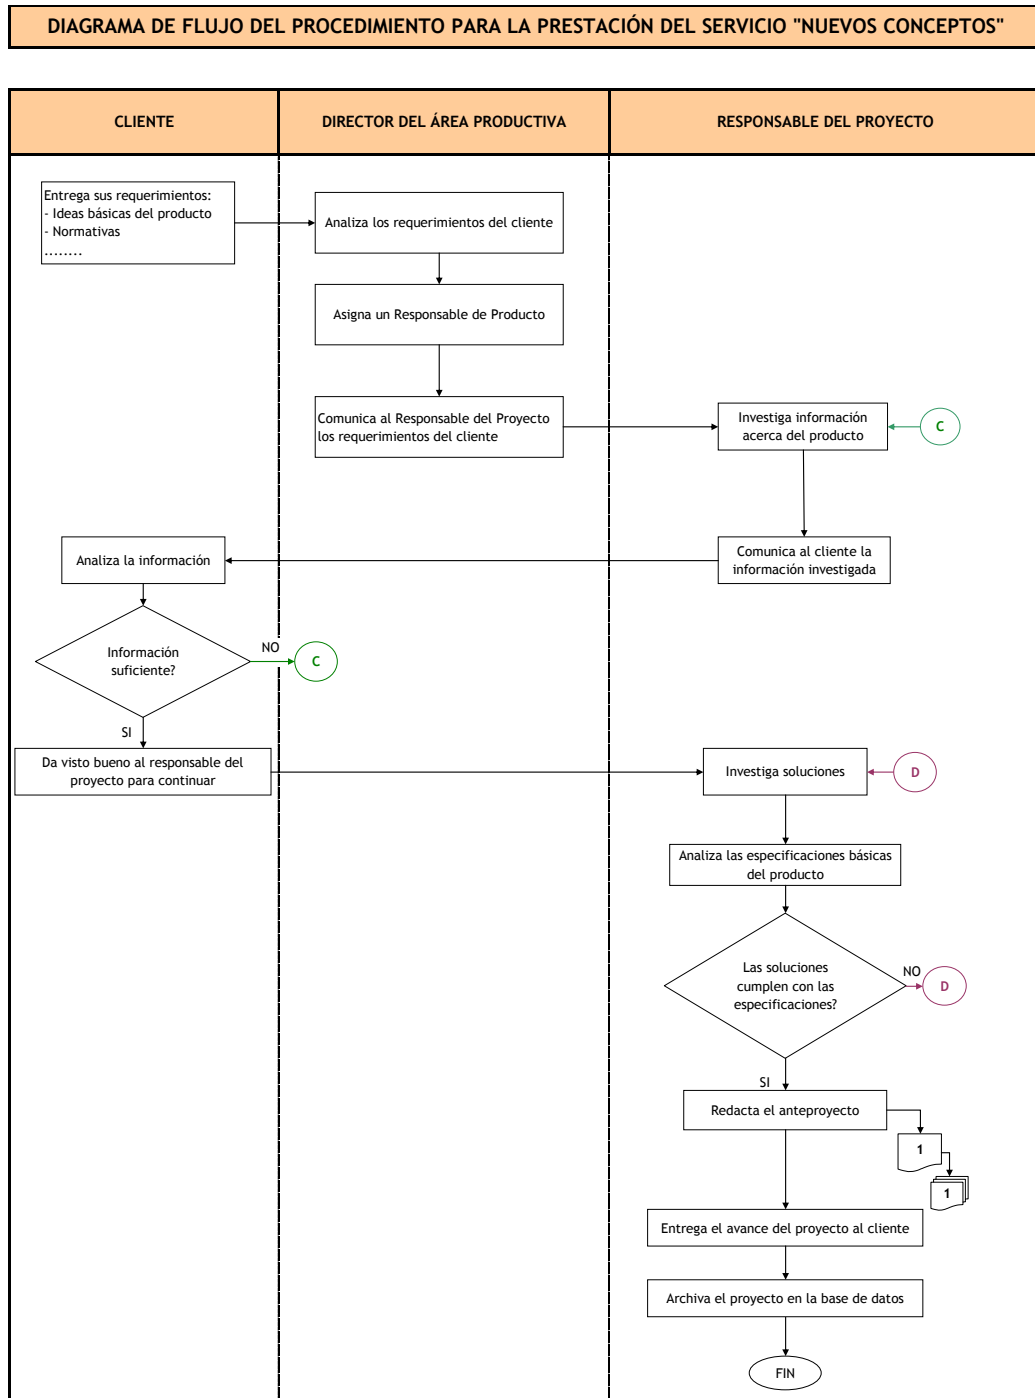 DIAGRAMA DE FLUJO DEL PROCEDIMIENTO PARA LA PRESTACIÓN DEL SERVICIO "NUEVOS CONCEPTOS"
CLIENTE
DIRECTOR DEL ÁREA PRODUCTIVA
RESPONSABLE DEL PROYECTO
Entrega sus requerimientos:
- Ideas básicas del producto
- Normativas
........
Analiza los requerimientos del cliente
Asigna un Responsable de Producto
Comunica al Responsable del Proyecto
los requerimientos del cliente
Investiga información
acerca del producto
C
Comunica al cliente la
información investigada
Analiza la información
Información
suficiente?
NO
C
SI
Da visto bueno al responsable del
proyecto para continuar
Investiga soluciones
D
Analiza las especificaciones básicas
del producto
Las soluciones
cumplen con las
especificaciones?
NO
D
SI
Redacta el anteproyecto
1
1
Entrega el avance del proyecto al cliente
Archiva el proyecto en la base de datos
FIN